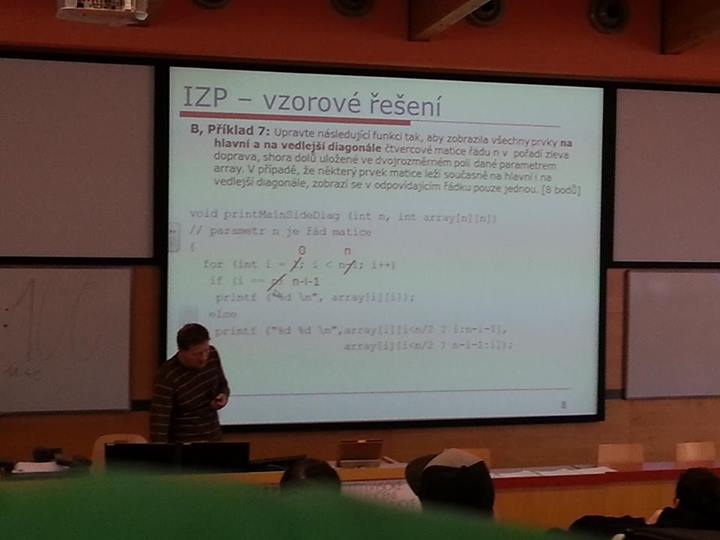 IZP – vzorové řešení
B, Příklad 7: Upravte následující funkci tak, aby zobrazila všechny prvky na
hlavní a na vedlejší diagonále čtvercové matice řádu n v pořadí zleva
doprava, shora dolů uložené ve dvojrozměrném poli dané parametrem
array. V případě, že některý prvek matice leží současně na hlavní i na
vedlejší diagonále, zobrazí se v odpovídajícím řádku pouze jednou. [8 bodů]
void printMainSideDiag (int n, int array[n][n])
// parametr n je řád matice
{
0 n
for (int i = 1; i < n-1; i++)
if (i == n) n-i-1
printf ("%d \n", array[i][i]);
else
printf ("%d %d \n",array[i][i<n/2 ? i:n-i-1],
array[i][i<n/2 ? n-i-1:i]);
8